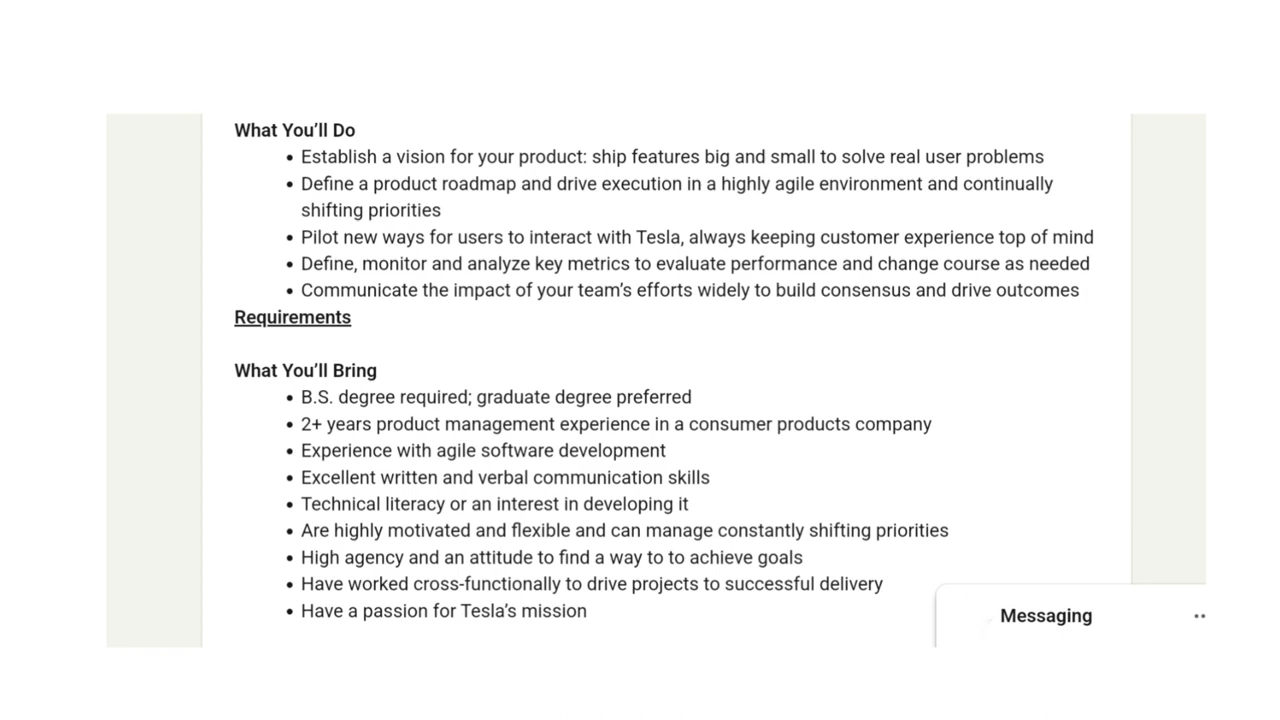 What You’ll Do
• Establish a vision for your product: ship features big and small to solve real user problems
• Define a product roadmap and drive execution in a highly agile environment and continually
shifting priorities
• Pilot new ways for users to interact with Tesla, always keeping customer experience top of mind
• Define, monitor and analyze key metrics to evaluate performance and change course as needed
• Communicate the impact of your team’s efforts widely to build consensus and drive outcomes
Requirements
What You’ll Bring
• B.S. degree required; graduate degree preferred
• 2+ years product management experience in a consumer products company
• Experience with agile software development
• Excellent written and verbal communication skills
• Technical literacy or an interest in developing it
• Are highly motivated and flexible and can manage constantly shifting priorities
• High agency and an attitude to find a way to to achieve goals
• Have worked cross-functionally to drive projects to successful delivery
• Have a passion for Tesla’s mission
Messaging